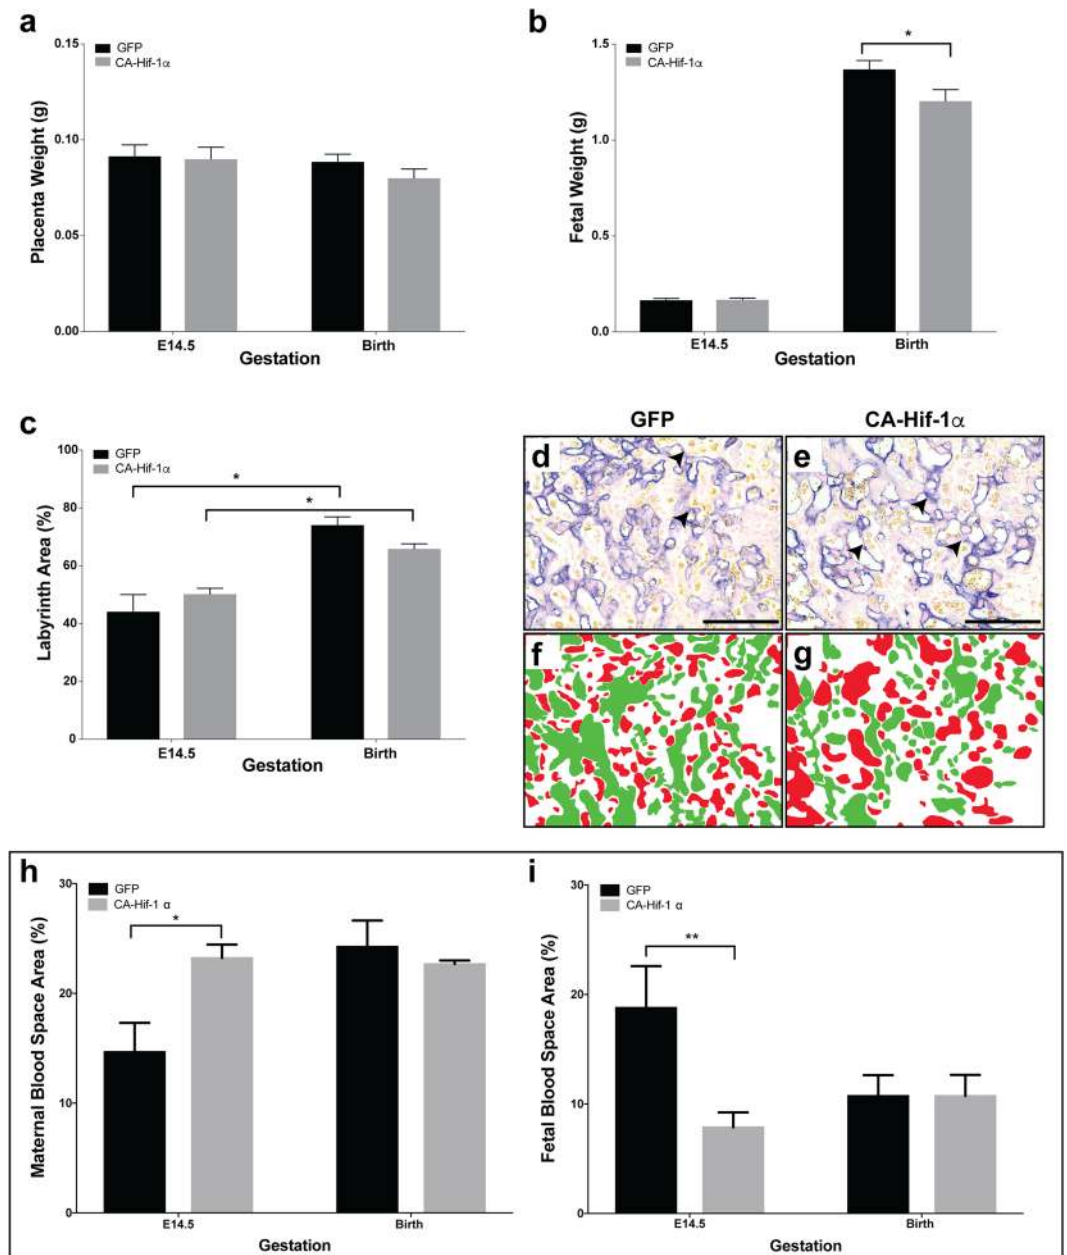 a
GFP
CA-Hif-1α
Placenta Weight (g)
0.15
0.10
0.05
0.00
E14.5
Birth
Gestation
b
GFP
CA-Hif-1α
*
Fetal Weight (g)
1.5
1.0
0.5
0.0
E14.5
Birth
Gestation
c
GFP
CA-Hif-1α
*
*
Labyrinth Area (%)
100
80
60
40
20
0
E14.5
Birth
Gestation
GFP
CA-Hif-1α
d
e
f
g
h
GFP
CA-Hif-1 α
*
Maternal Blood Space Area (%)
30
20
10
0
E14.5
Birth
Gestation
i
GFP
CA-Hif-1 α
**
Fetal Blood Space Area (%)
30
20
10
0
E14.5
Birth
Gestation